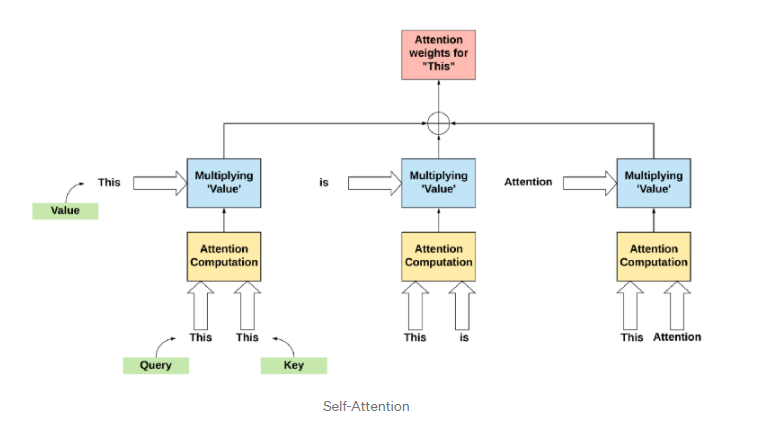 Attention
weights for
"This"
This
Multiplying
'Value'
is
Multiplying
'Value'
Attention
Multiplying
'Value'
Value
Attention
Computation
Attention
Computation
Attention
Computation
This This
This is
This Attention
Query
Key
Self-Attention